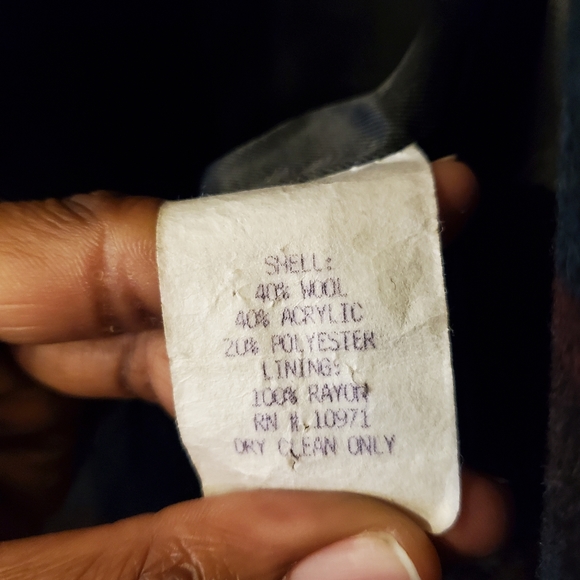 SHELL:
40% WOOL
40% ACRYLIC
20% POLYESTER
LINING:
100% RAYON
RN # 10971
DRY CLEAN ONLY